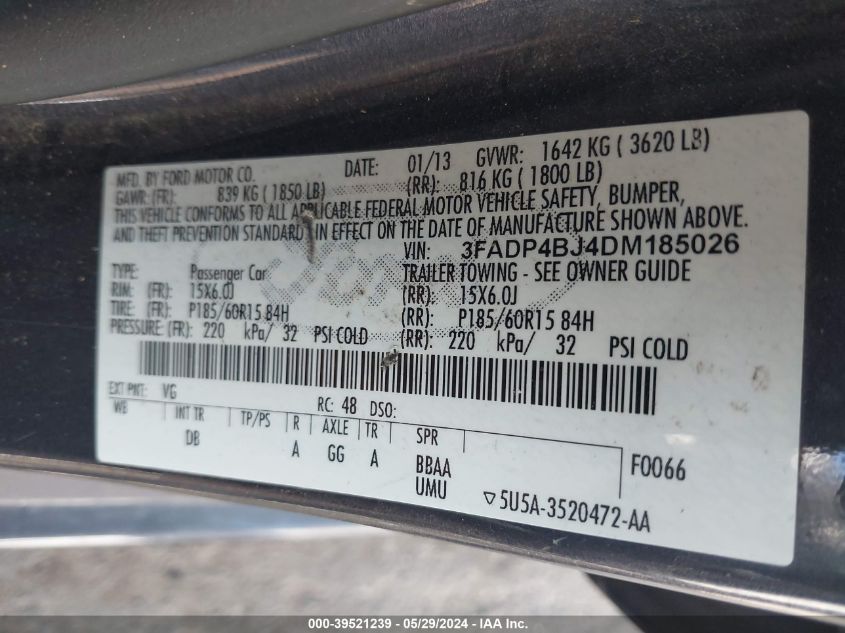 MFD. BY FORD MOTOR CO. DATE: 01/13 GVWR: 1642 KG ( 3620 LB)
GAWR: (FR): 839 KG ( 1850 LB) (RR): 816 KG ( 1800 LB)
THIS VEHICLE CONFORMS TO ALL APPLICABLE FEDERAL MOTOR VEHICLE SAFETY, BUMPER,
AND THEFT PREVENTION STANDARD IN EFFECT ON THE DATE OF MANUFACTURE SHOWN ABOVE.
VIN: 3FADP4BJ4DM185026
TYPE: Passenger Car TRAILER TOWING - SEE OWNER GUIDE
RIM: (FR): 15X6.0J (RR): 15X6.0J
TIRE: (FR): P185/60R15 84H (RR): P185/60R15 84H
PRESSURE: (FR): 220 kPa/ 32 PSI COLD (RR): 220 kPa/ 32 PSI COLD
EXT PNT: VG RC: 48 DSO:
WB INT TR TP/PS R AXLE TR SPR
DB A GG A BBAA F0066
UMU ▽5U5A-3520472-AA
000-39521239 - 05/29/2024 - IAA Inc.